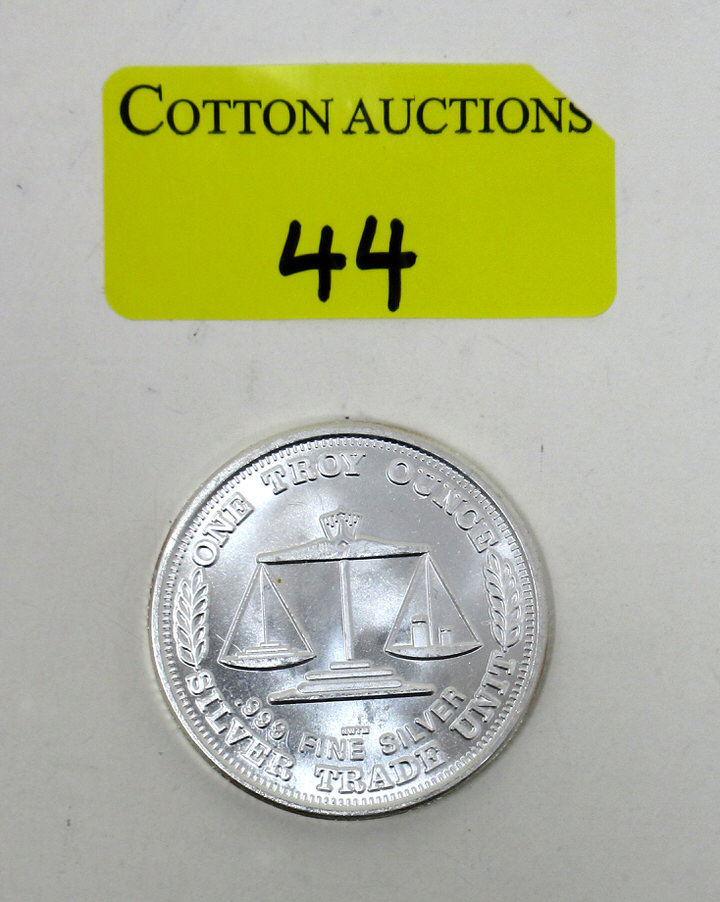 COTTON AUCTIONS
44
ONE TROY OUNCE
.999 FINE SILVER
SILVER TRADE UNIT